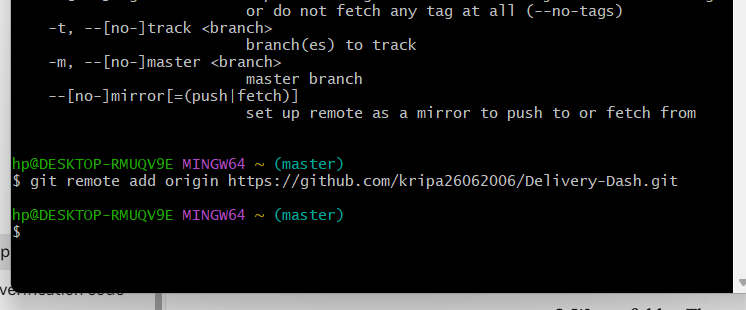 or do not fetch any tag at all (--no-tags)
-t, --[no-]track <branch>
branch(es) to track
-m, --[no-]master <branch>
master branch
--[no-]mirror[=(push|fetch)]
set up remote as a mirror to push to or fetch from
hp@DESKTOP-RMUQV9E MINGW64 ~ (master)
$ git remote add origin https://github.com/kripa26062006/Delivery-Dash.git
hp@DESKTOP-RMUQV9E MINGW64 ~ (master)
$
p
verification code